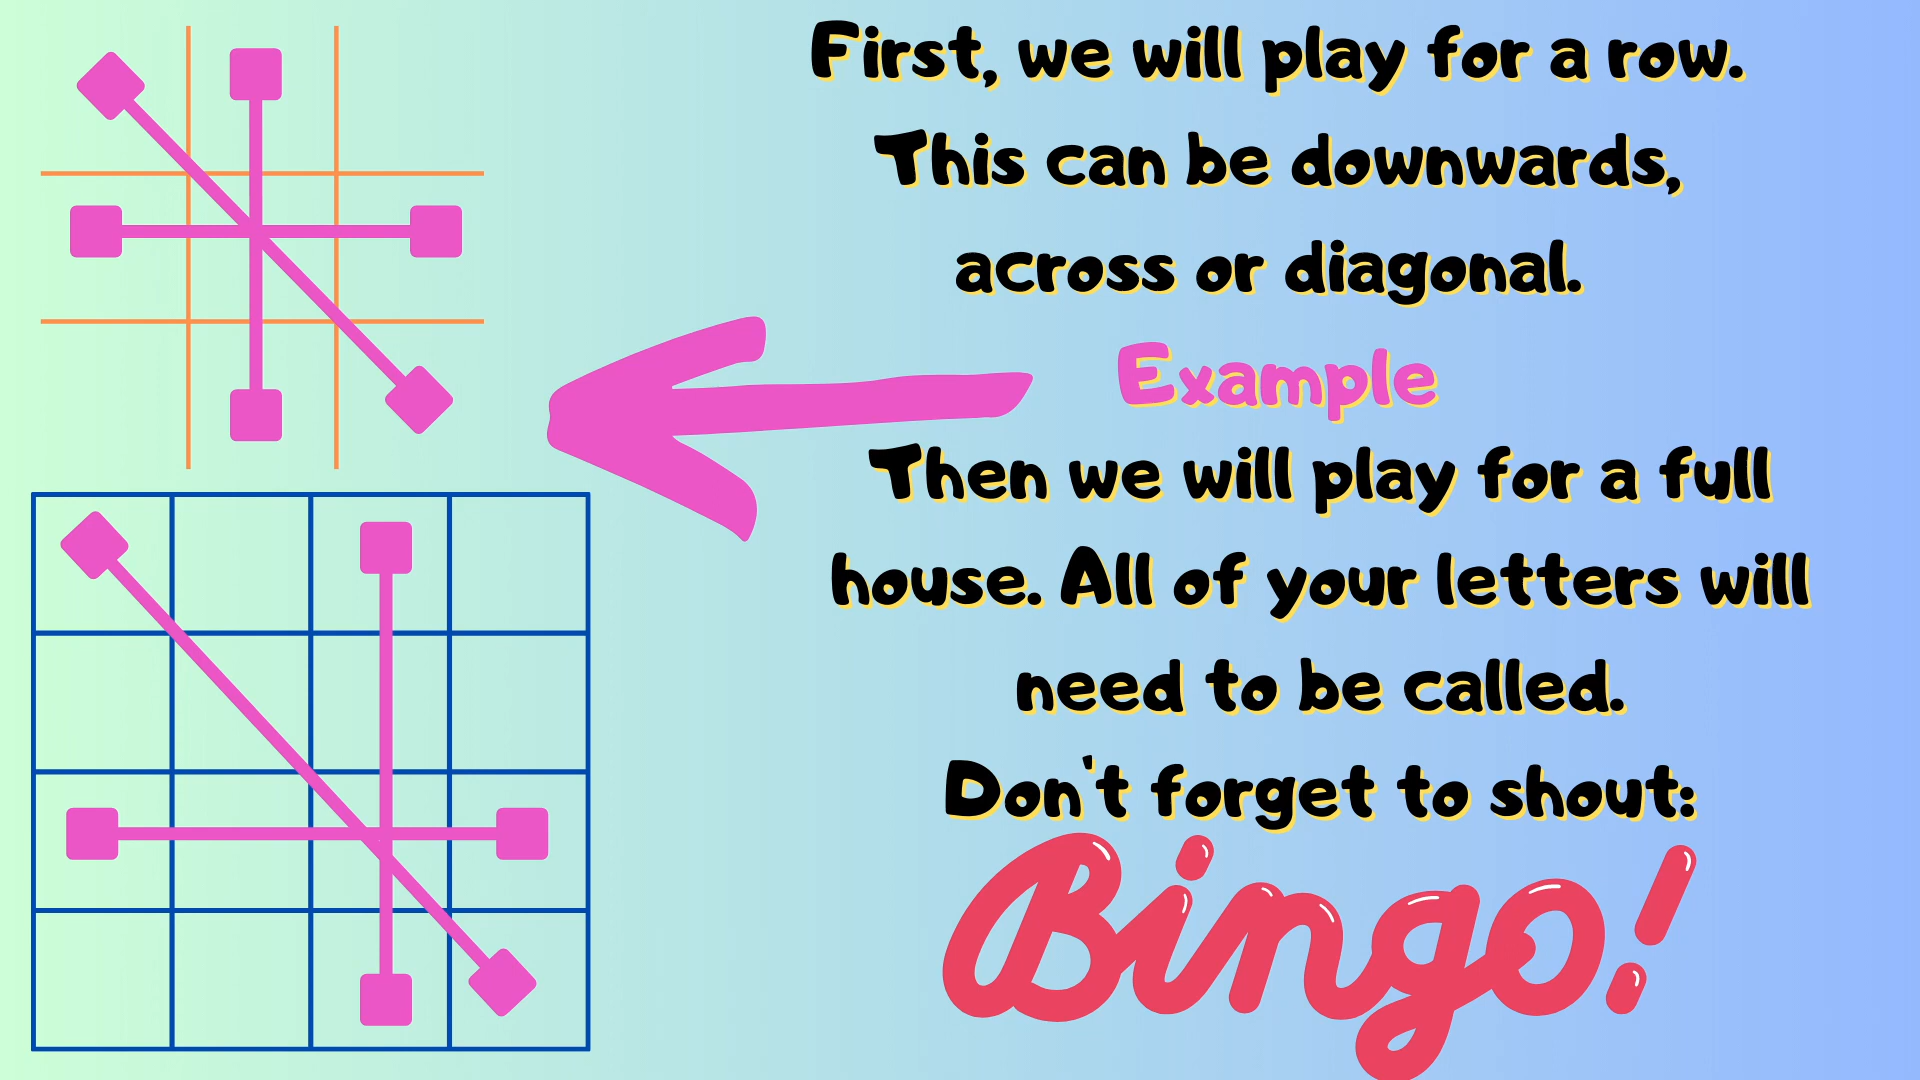 First, we will play for a row.
This can be downwards,
across or diagonal.
Example
Then we will play for a full
house. All of your letters will
need to be called.
Don't forget to shout:
Bingo!